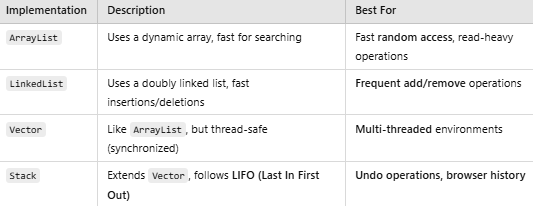 Implementation Description Best For
ArrayList Uses a dynamic array, fast for searching Fast random access, read-heavy
operations
LinkedList Uses a doubly linked list, fast Frequent add/remove operations
insertions/deletions
Vector Like ArrayList, but thread-safe Multi-threaded environments
(synchronized)
Stack Extends Vector, follows LIFO (Last In First Undo operations, browser history
Out)